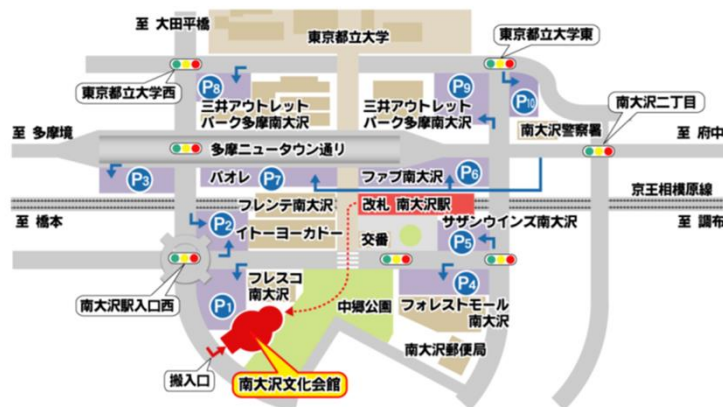 至 大田平橋
東京都立大学
東京都立大学東
東京都立大学西
P8
P9
P10
三井アウトレット
パーク多摩南大沢
三井アウトレット
パーク多摩南大沢
南大沢二丁目
南大沢警察署
至 多摩境
多摩ニュータウン通り
至 府中
P3
パオレ
P7
ファブ南大沢
P6
京王相模原線
フレンテ南大沢
改札 南大沢駅
至 橋本
P2
イトーヨーカドー
交番
サザンウインズ南大沢
P5
至 調布
南大沢駅入口西
P1
フレスコ
南大沢
中郷公園
P4
フォレストモール
南大沢
南大沢郵便局
搬入口
南大沢文化会館